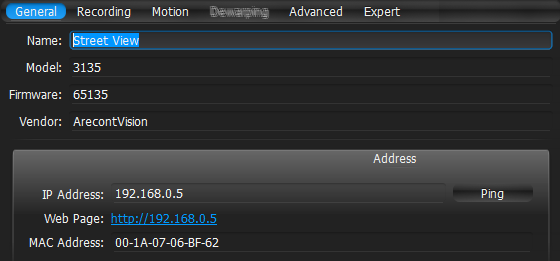 General Recording Motion Dewarping Advanced Expert
Name: Street View
Model: 3135
Firmware: 65135
Vendor: ArecontVision
Address
IP Address: 192.168.0.5 Ping
Web Page: http://192.168.0.5
MAC Address: 00-1A-07-06-BF-62